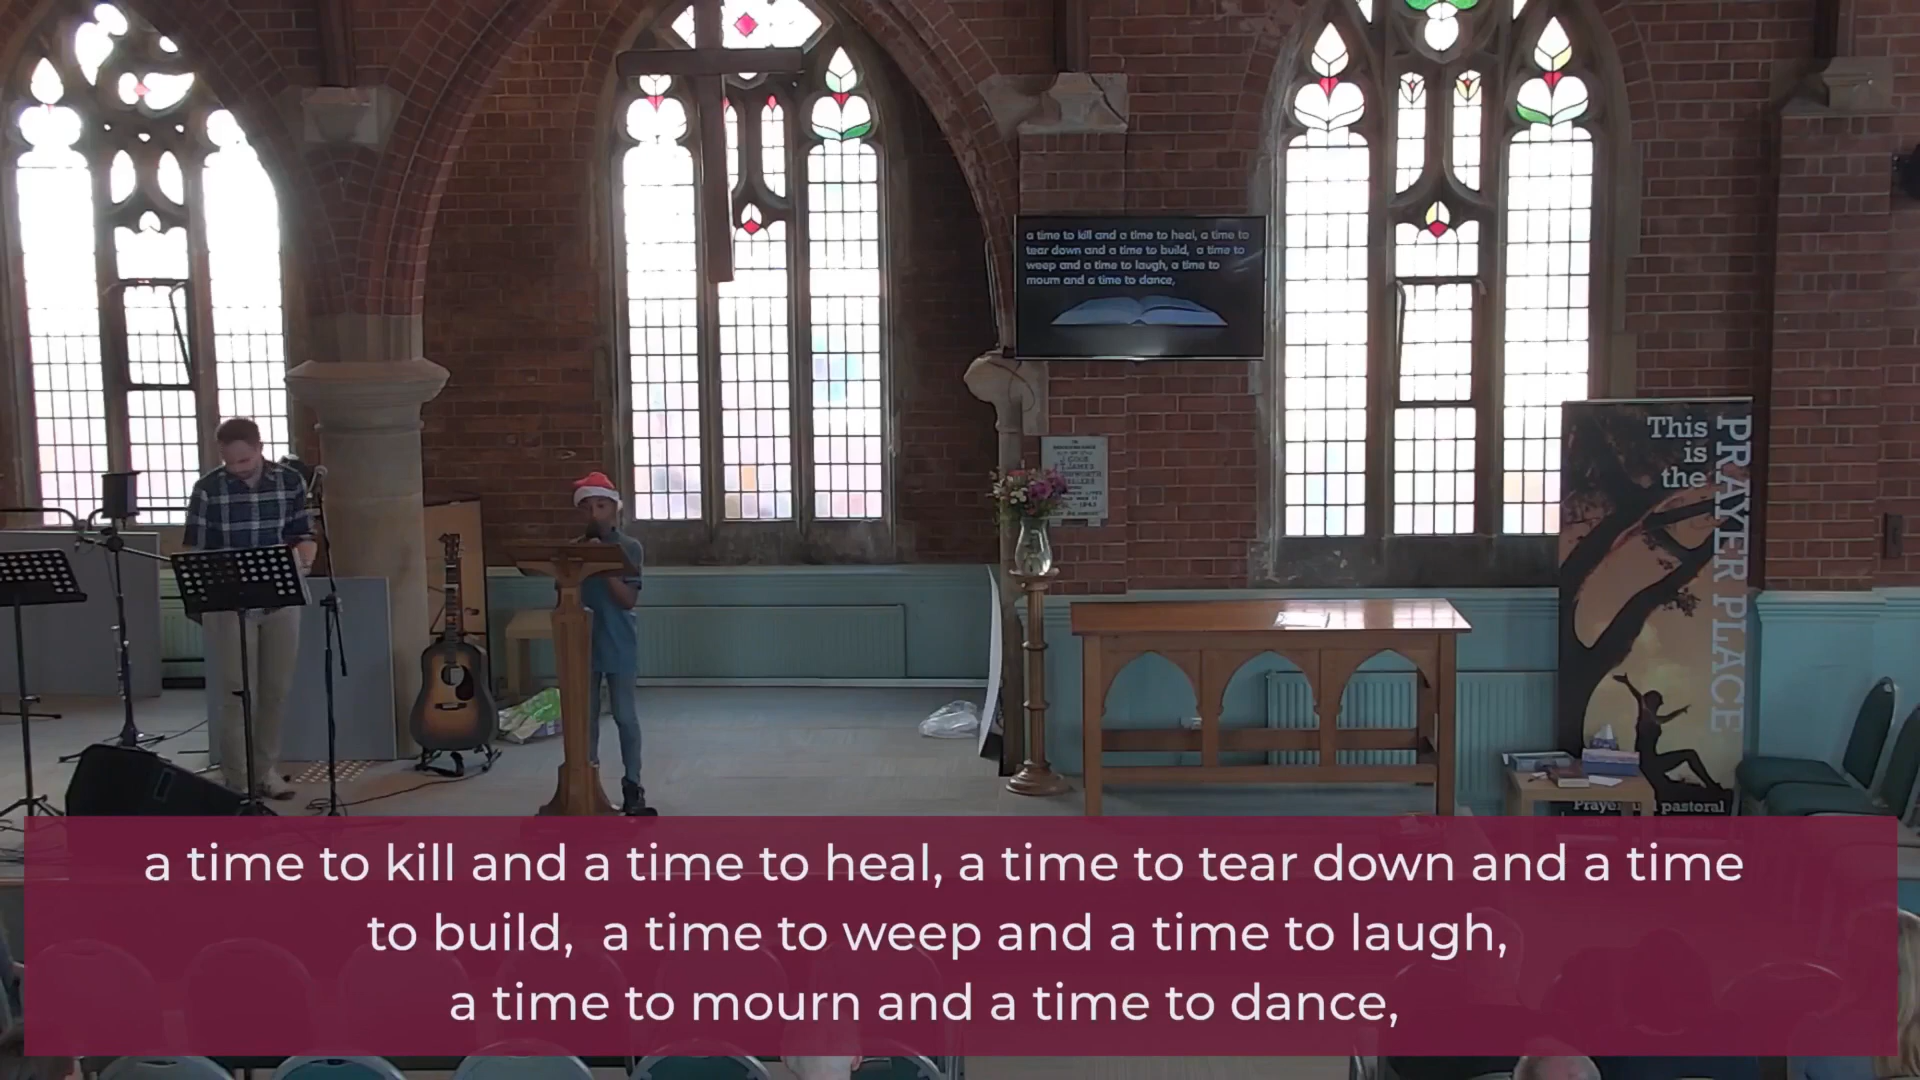 a time to kill and a time to heal, a time to
tear down and a time to build,  a time to
weep and a time to laugh, a time to
mourn and a time to dance,
This
is
the
PRAYER PLACE
pastoral
a time to kill and a time to heal, a time to tear down and a time
to build,  a time to weep and a time to laugh,
a time to mourn and a time to dance,